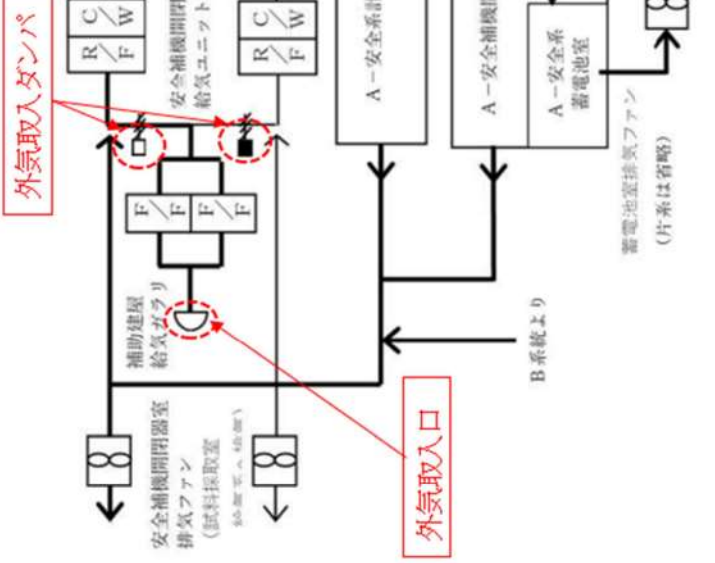 外気取入ダンパ
R/F
C/W
安全補機開閉
給気ユニット
R/F
C/W
A－安全系計
A－安全補機開
A－安全系
蓄電池室
蓄電池室排気ファン
(片系は省略)
F/F
F/F
補助建屋
給気ガラリ
B系統より
外気取入口
安全補機開閉器室
排気ファン
(試料採取室